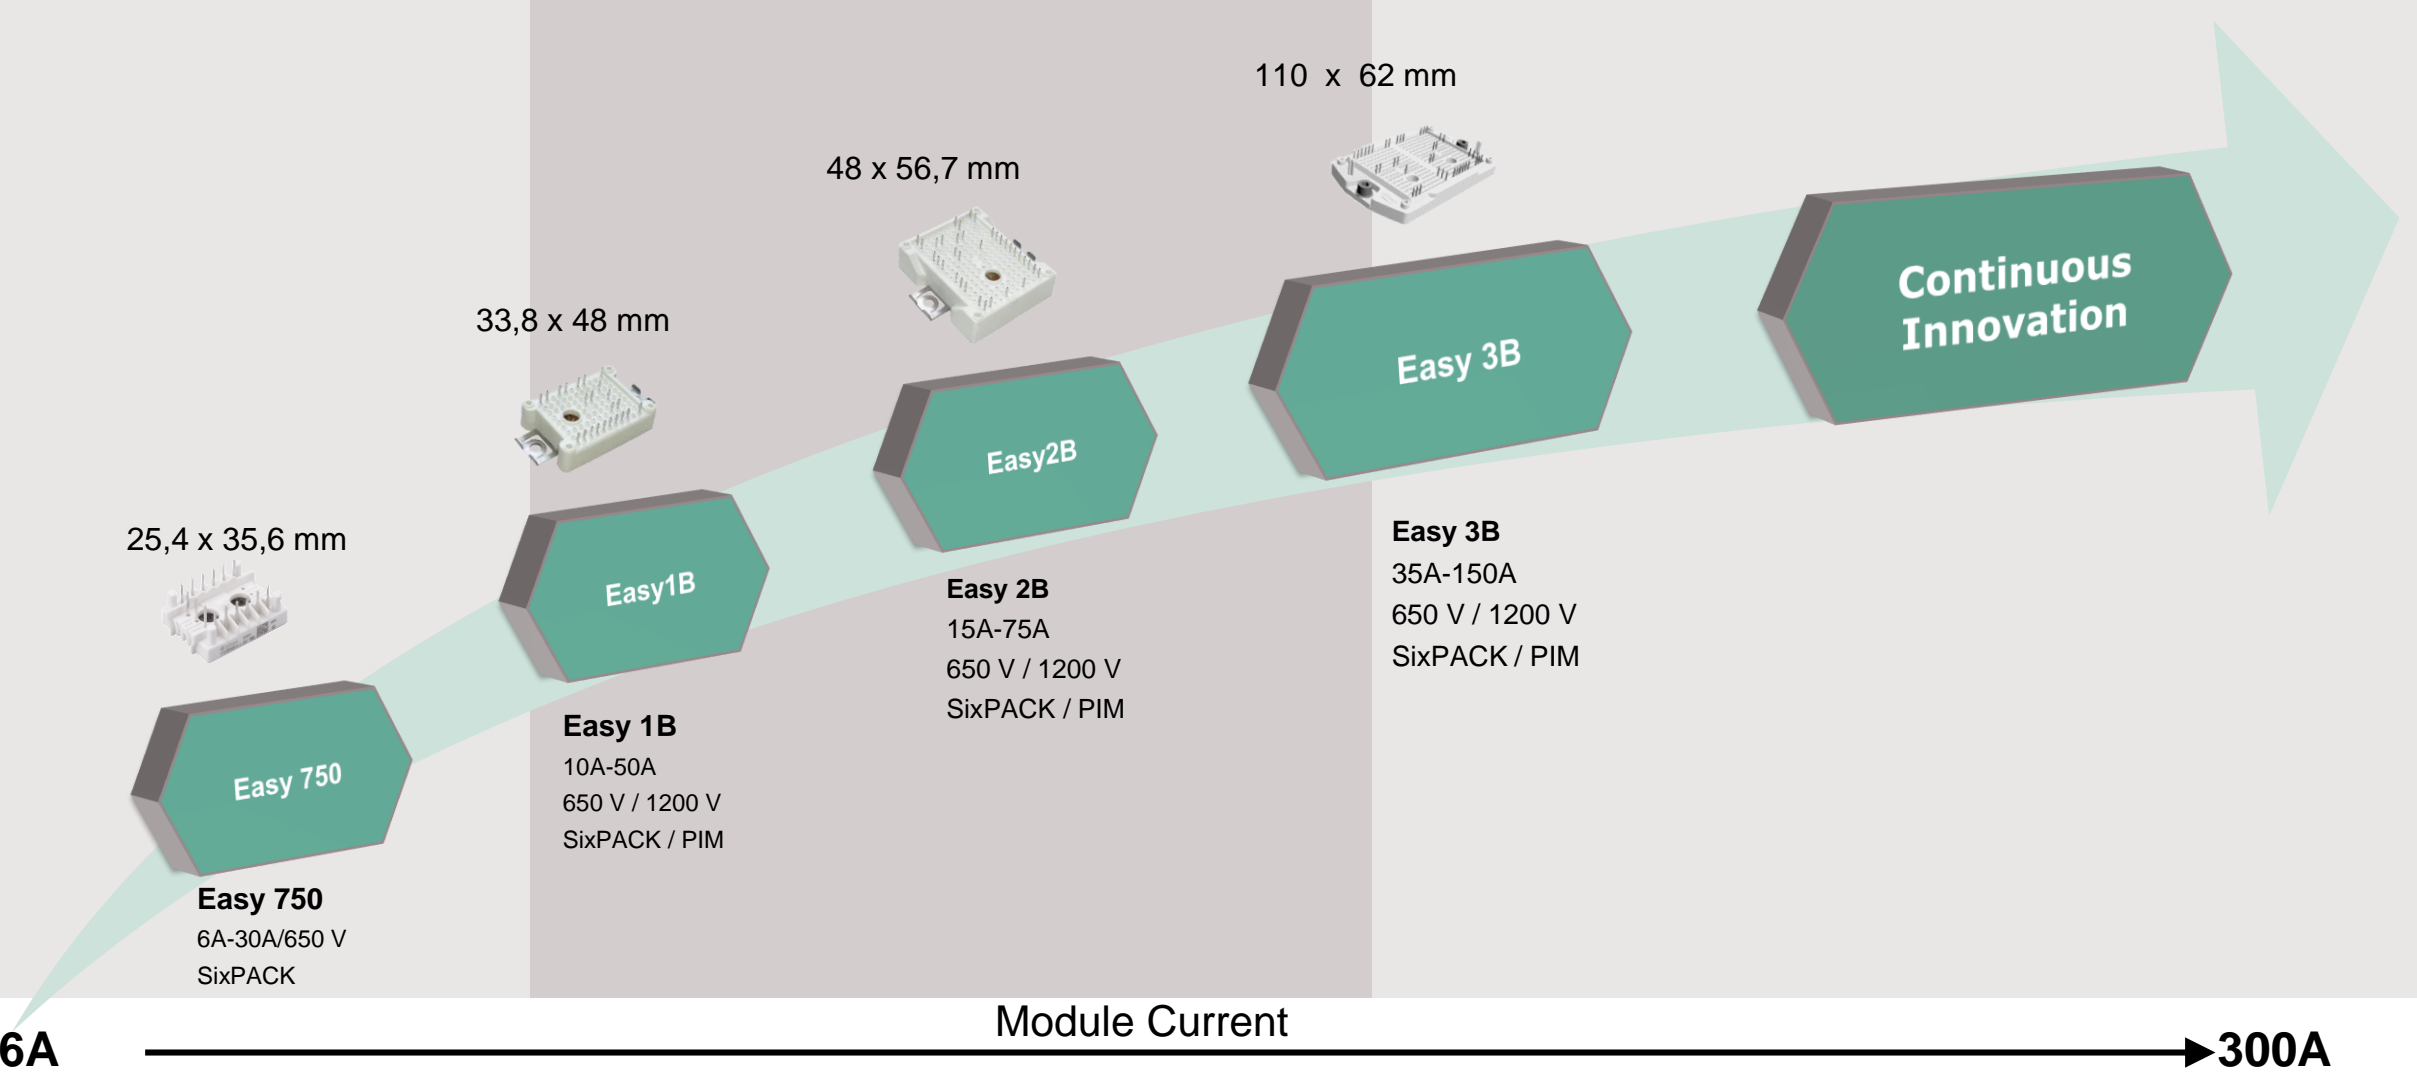 110 x 62 mm
48 x 56,7 mm
33,8 x 48 mm
25,4 x 35,6 mm
Continuous
Innovation
Easy 3B
Easy2B
Easy1B
Easy 750
Easy 3B
35A-150A
650 V / 1200 V
SixPACK / PIM
Easy 2B
15A-75A
650 V / 1200 V
SixPACK / PIM
Easy 1B
10A-50A
650 V / 1200 V
SixPACK / PIM
Easy 750
6A-30A/650 V
SixPACK
Module Current
6A
300A